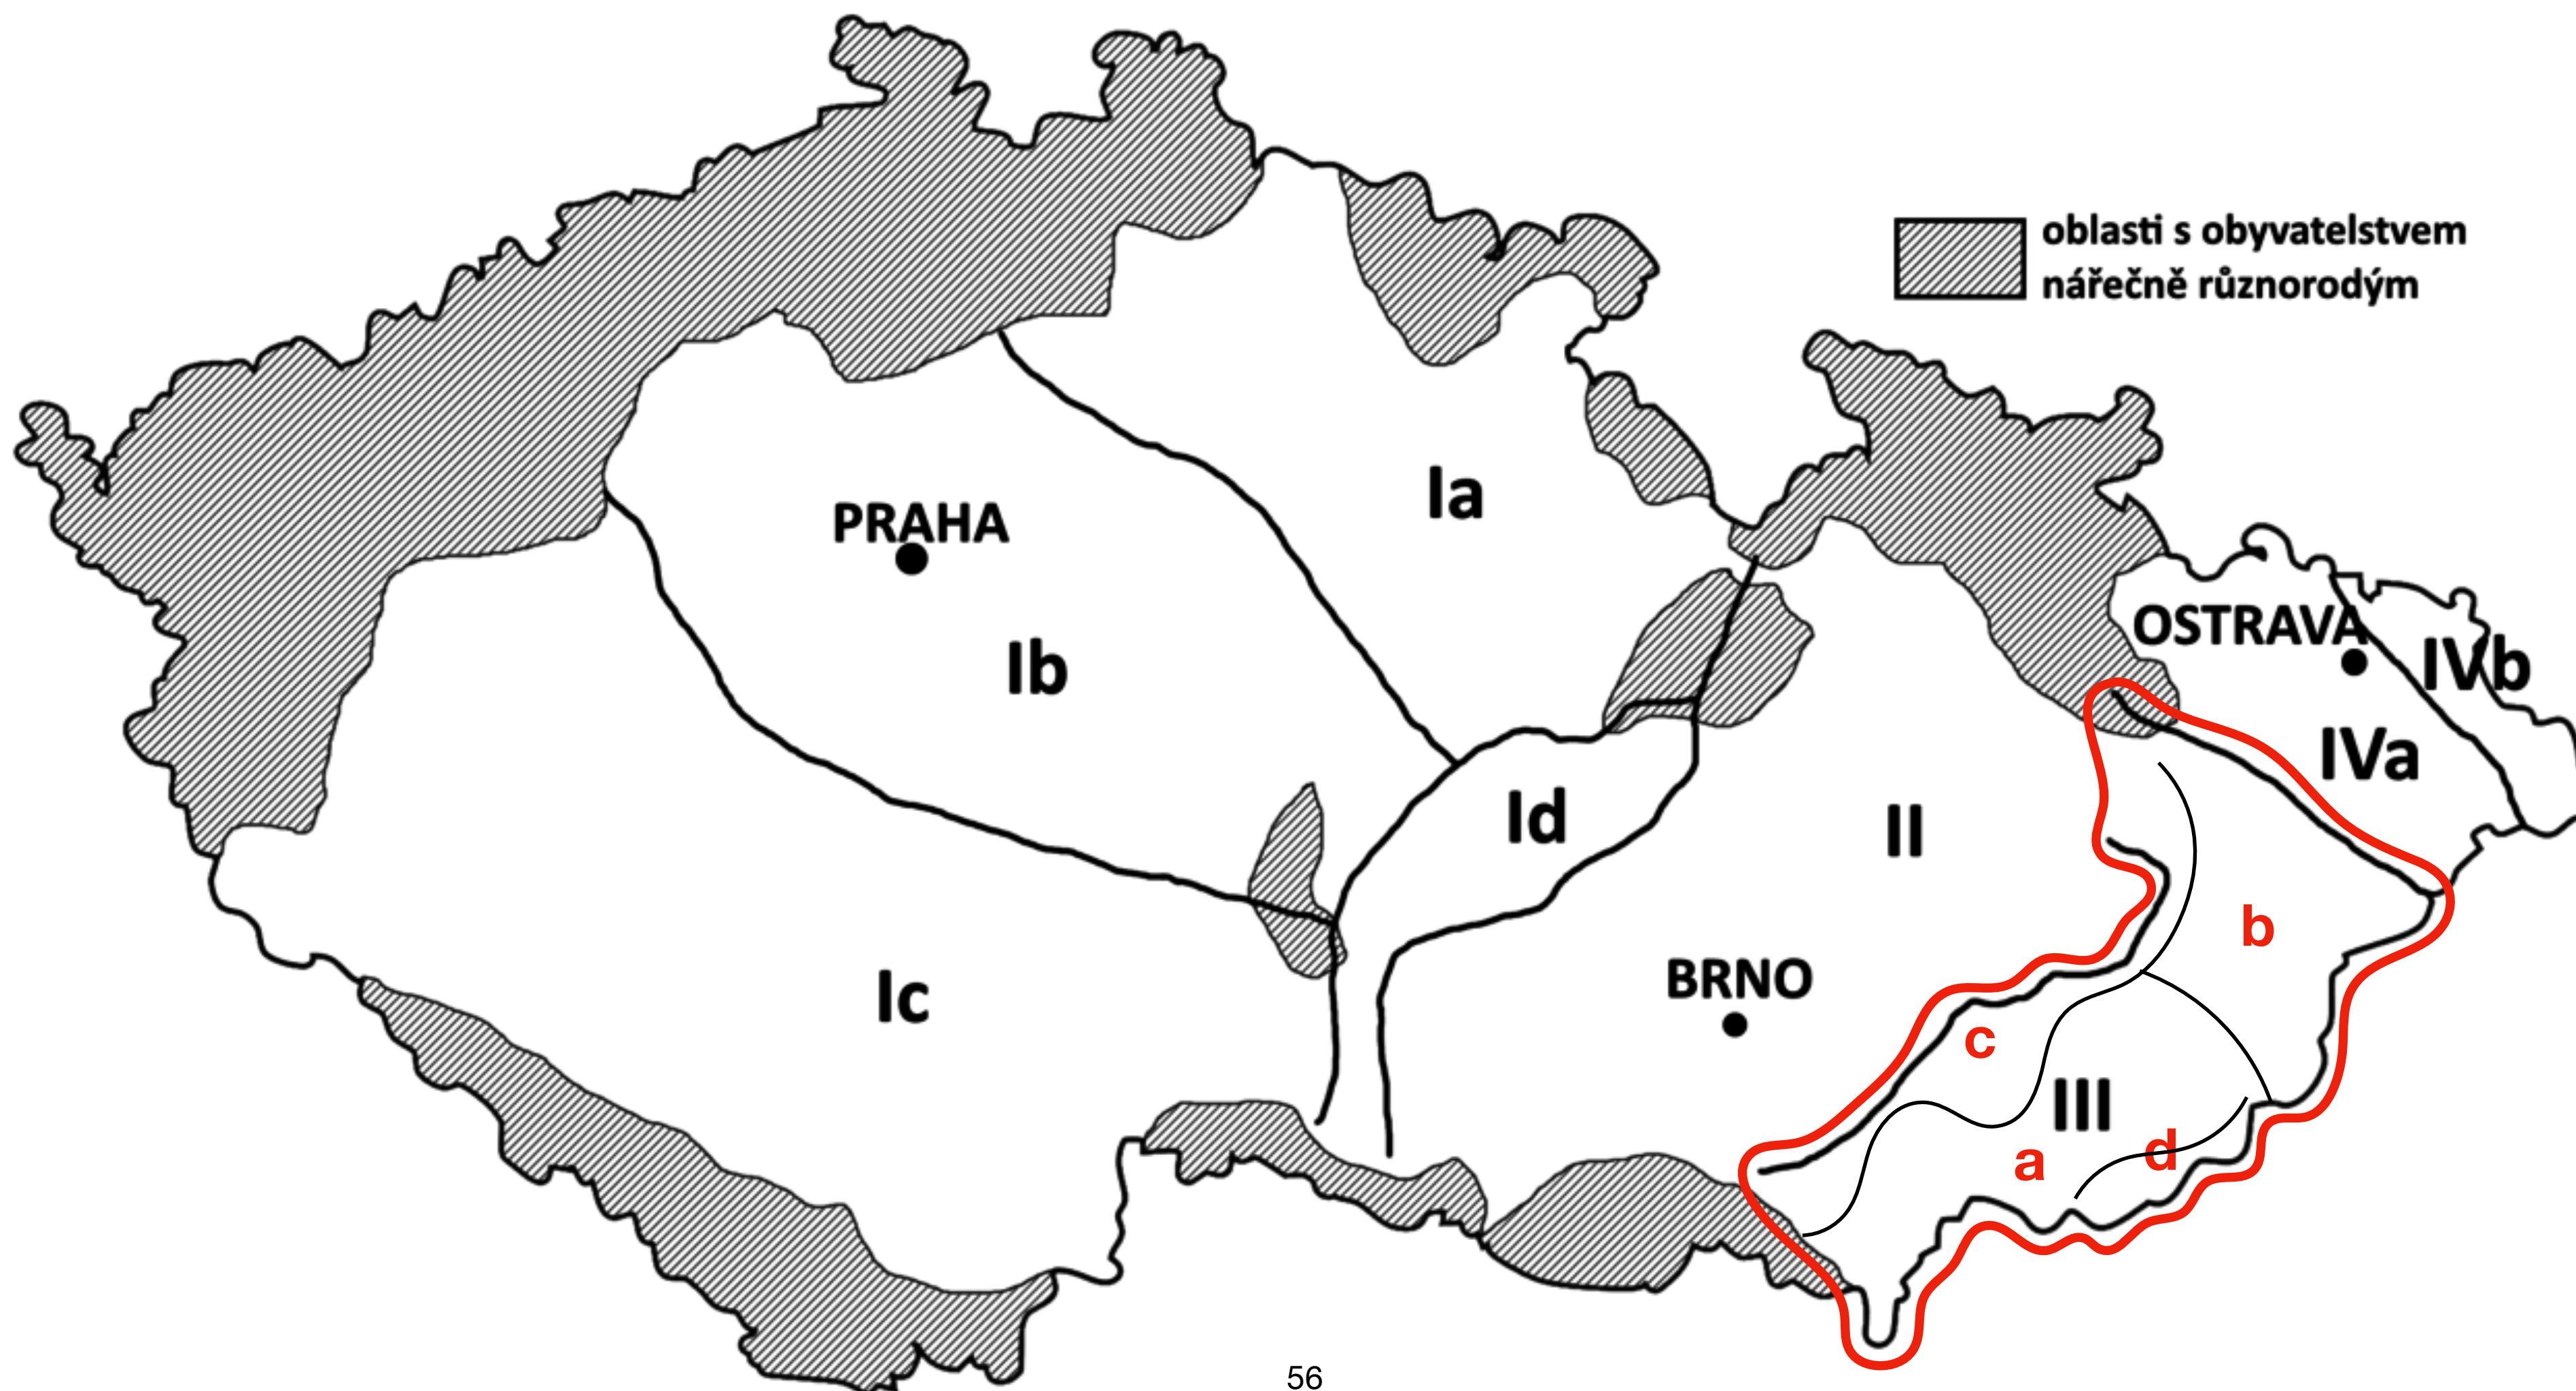 oblasti s obyvatelstvem
nářečně různorodým
Ia
PRAHA
OSTRAVA
Ib
IVb
IVa
Id
II
b
BRNO
Ic
c
III
a
d
56